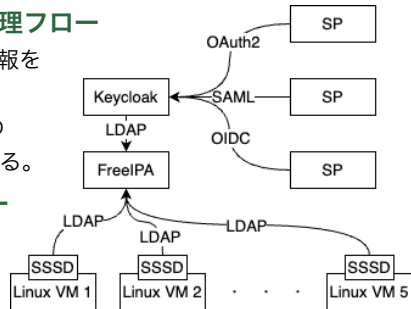 理フロー
報を
の
る。
ー
OAuth2
SP
Keycloak
SAML
SP
LDAP
OIDC
FreeIPA
SP
LDAP
LDAP
LDAP
SSSD
SSSD
SSSD
Linux VM 1
Linux VM 2
. . .
Linux VM 5